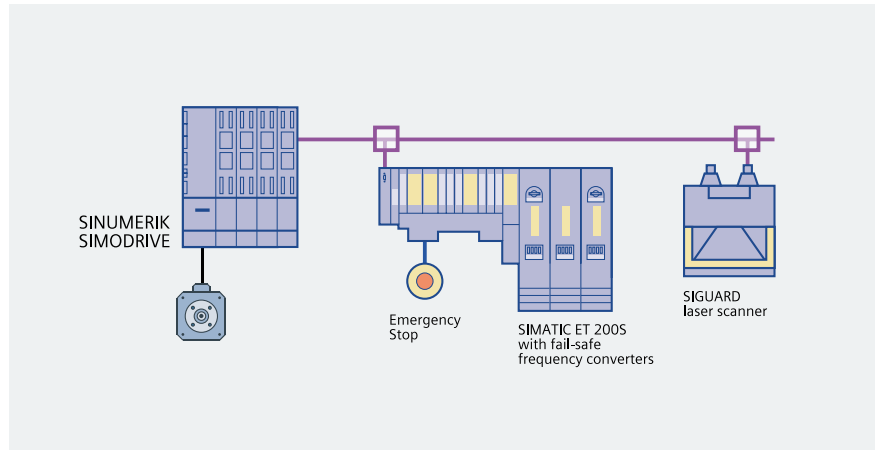 SINUMERIK
SIMODRIVE
Emergency
Stop
SIMATIC ET 200S
with fail-safe
frequency converters
SIGUARD
laser scanner